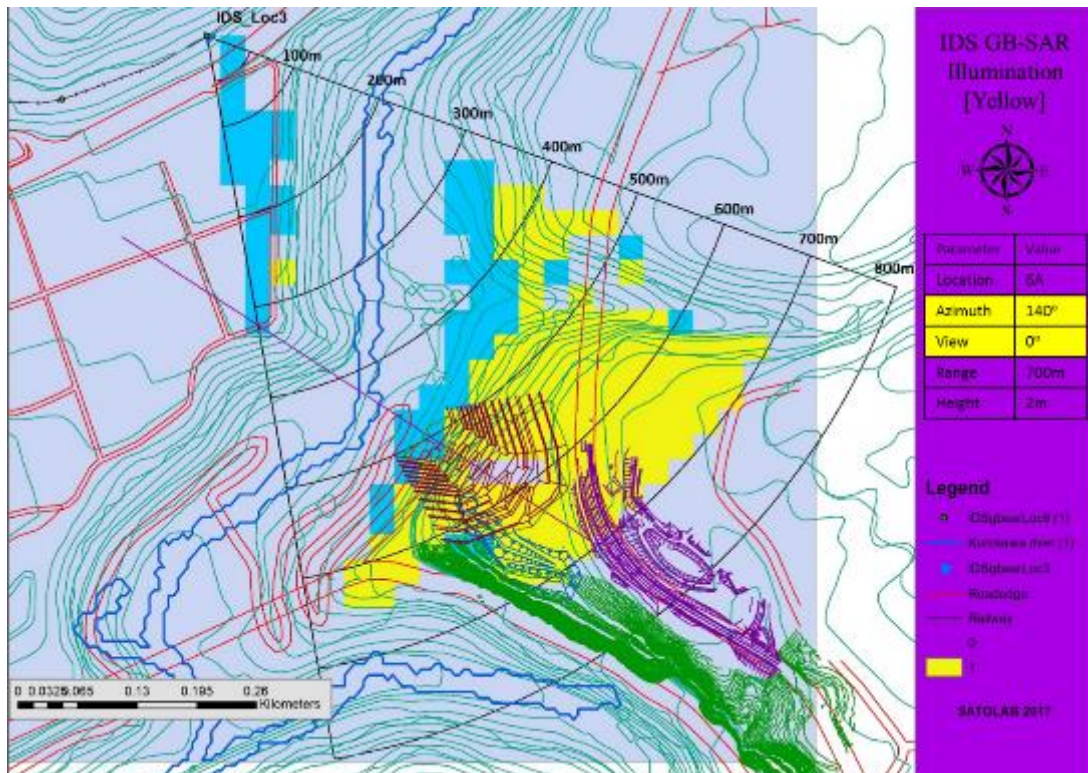 IDS_Loc3
100m
200m
300m
400m
500m
600m
700m
800m
0 0.0325 0.065 0.13 0.195 0.26
Kilometers
IDS GB-SAR
Illumination
[Yellow]
N
W E
Parameter Value
Location 6A
Azimuth 140°
View 0°
Range 700m
Height 2m
Legend
Roadedge
Railway
0
1
SATOLAB 2017